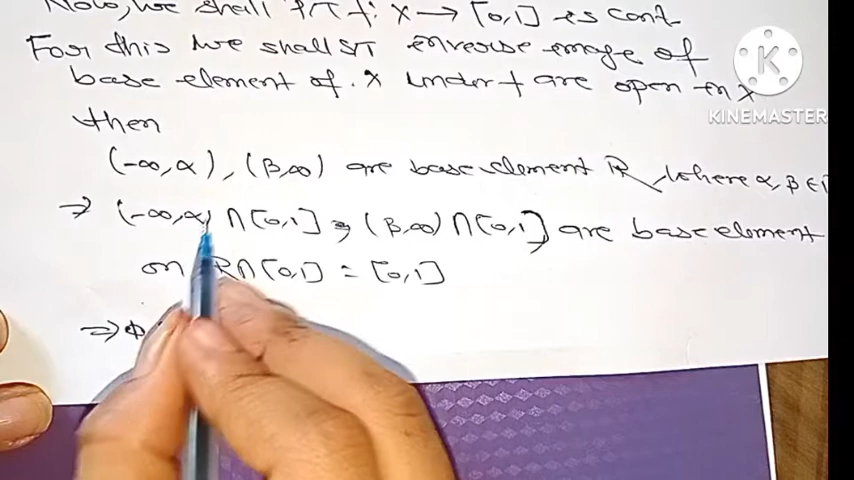 Now, we shall P/T f: X → [0,1] is cont
For this we shall S/T inverse image of
base element of X under f are open in X
then
(-∞, α), (β, ∞) are base element ℝ, where α, β ∈
⇒ (-∞, α) ∩ [0,1] , (β, ∞) ∩ [0,1] are base element
on ℝ ∩ [0,1] = [0,1]
⇒
K
KINEMASTER